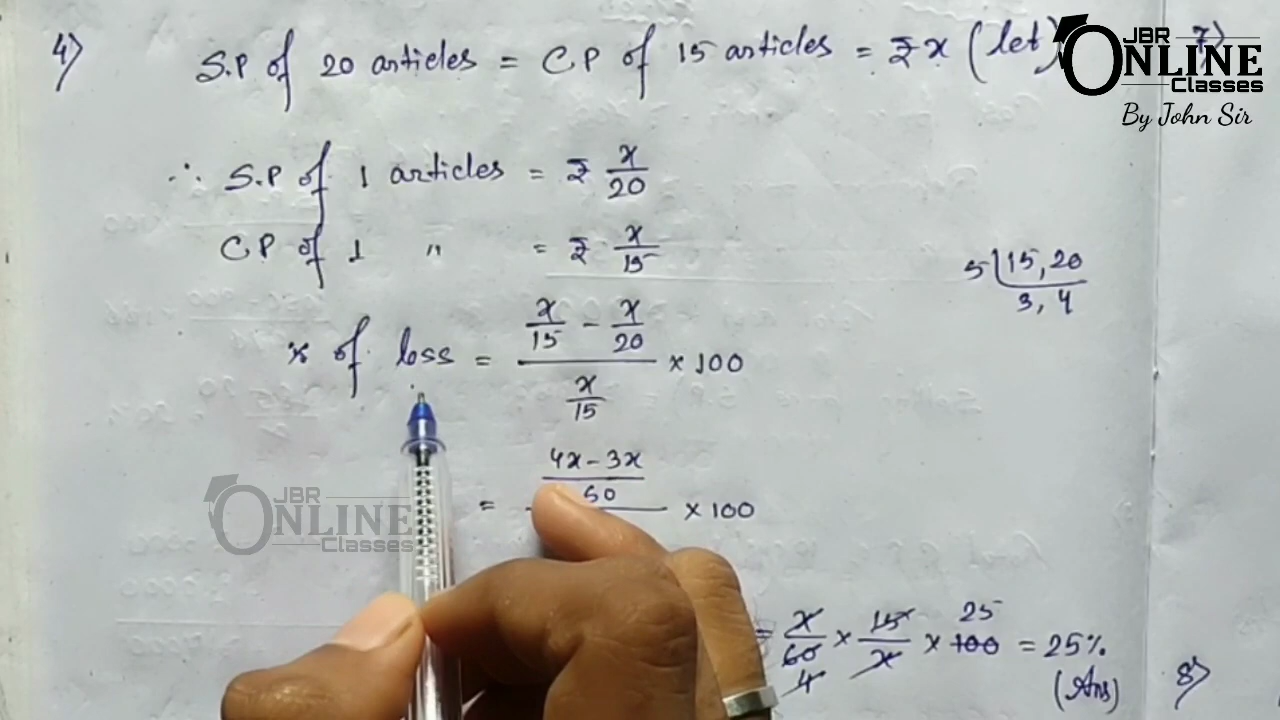 4) S.P of 20 articles = C.P of 15 articles = ₹ x (let)
7)
JBR
ONLINE
Classes
By John Sir
∴ S.P of 1 articles = ₹ x/20
C.P of 1 " = ₹ x/15
5 | 15, 20
3, 4
% of loss = (x/15 - x/20)/(x/15) × 100
= (4x - 3x)/60 × 100
JBR
ONLINE
Classes
= x/60 × 15/x × 100 = 25%
4
25
(Ans)
8)